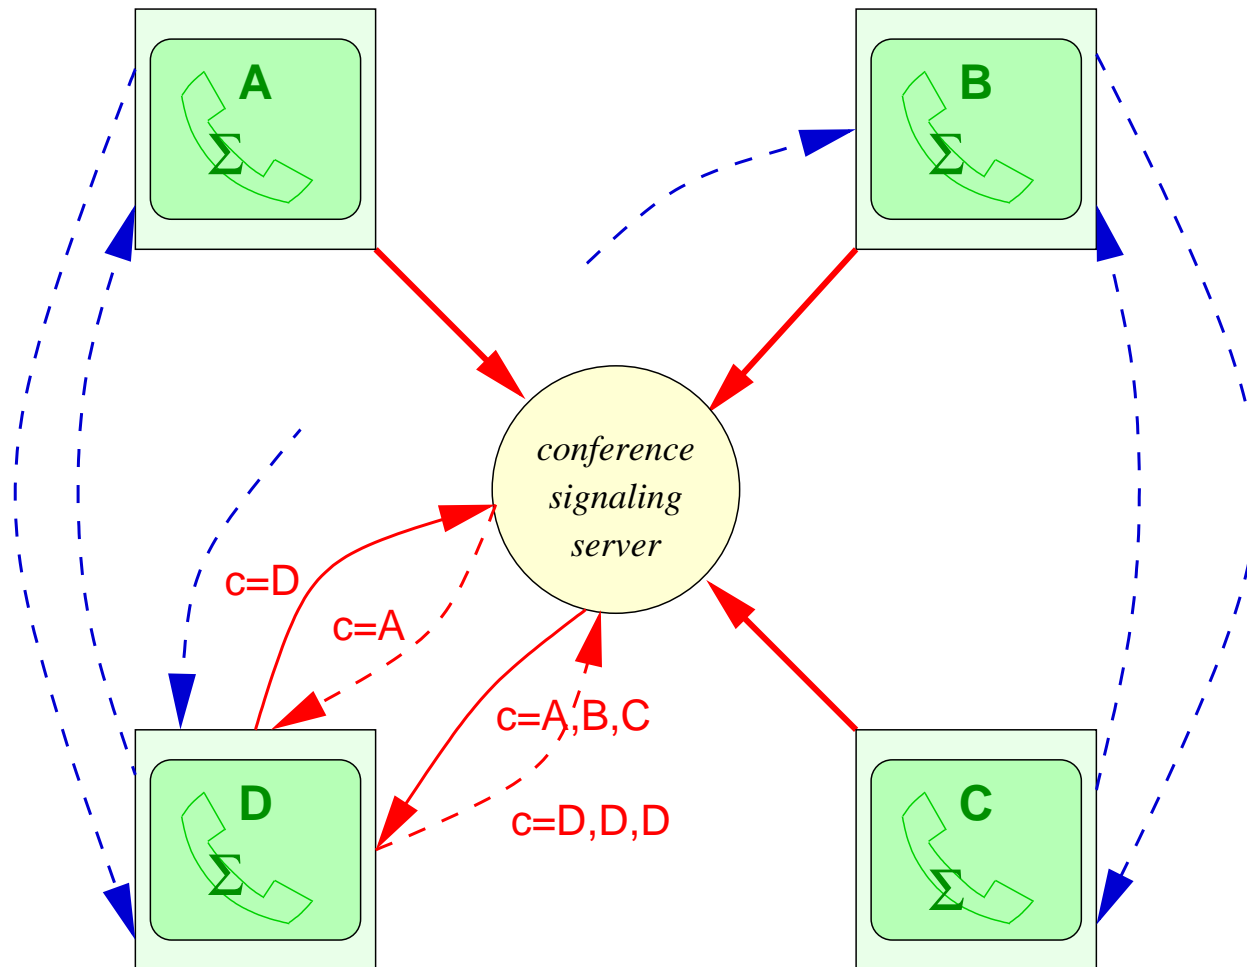 A
Σ
B
Σ
conference
signaling
server
c=D
c=A
c=A,B,C
c=D,D,D
D
Σ
C
Σ